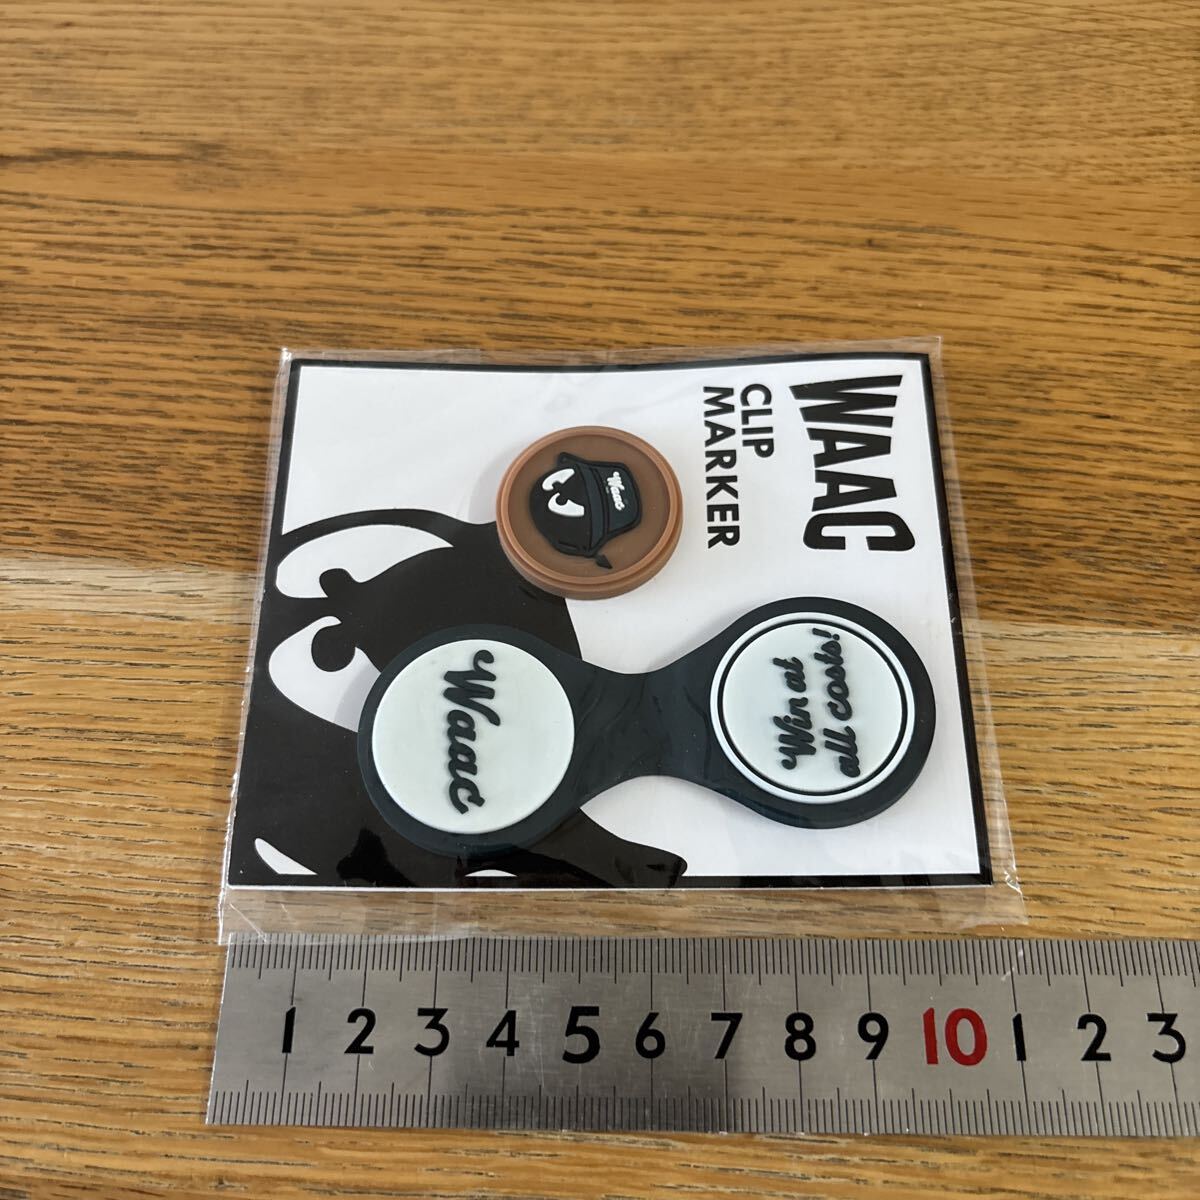 WAAC
CLIP
MARKER
Waac
Waac
Win at
all costs!
1 2 3 4 5 6 7 8 9 10 1 2 3